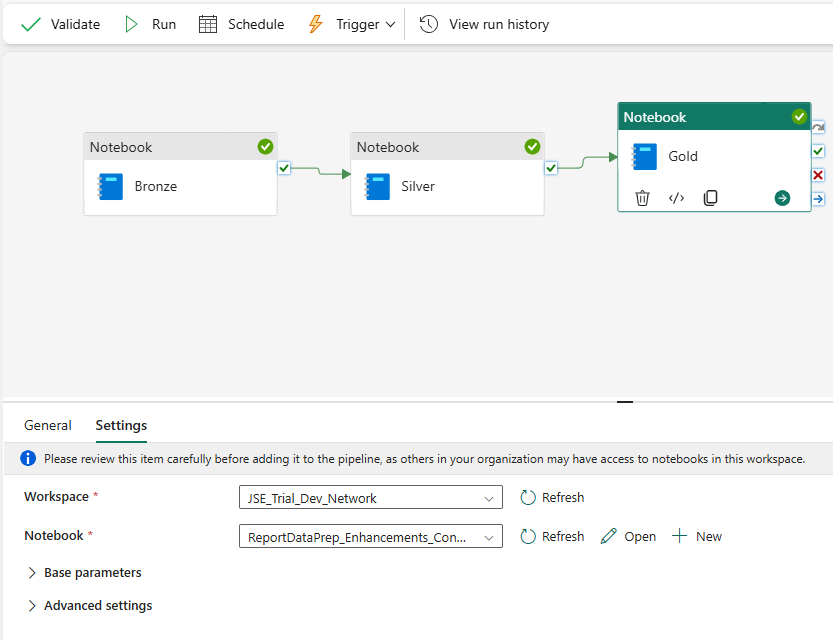 Validate Run Schedule Trigger View run history
Notebook
Gold
Notebook
Bronze
Notebook
Silver
General Settings
Please review this item carefully before adding it to the pipeline, as others in your organization may have access to notebooks in this workspace.
Workspace * JSE_Trial_Dev_Network Refresh
Notebook * ReportDataPrep_Enhancements_Con... Refresh Open New
Base parameters
Advanced settings